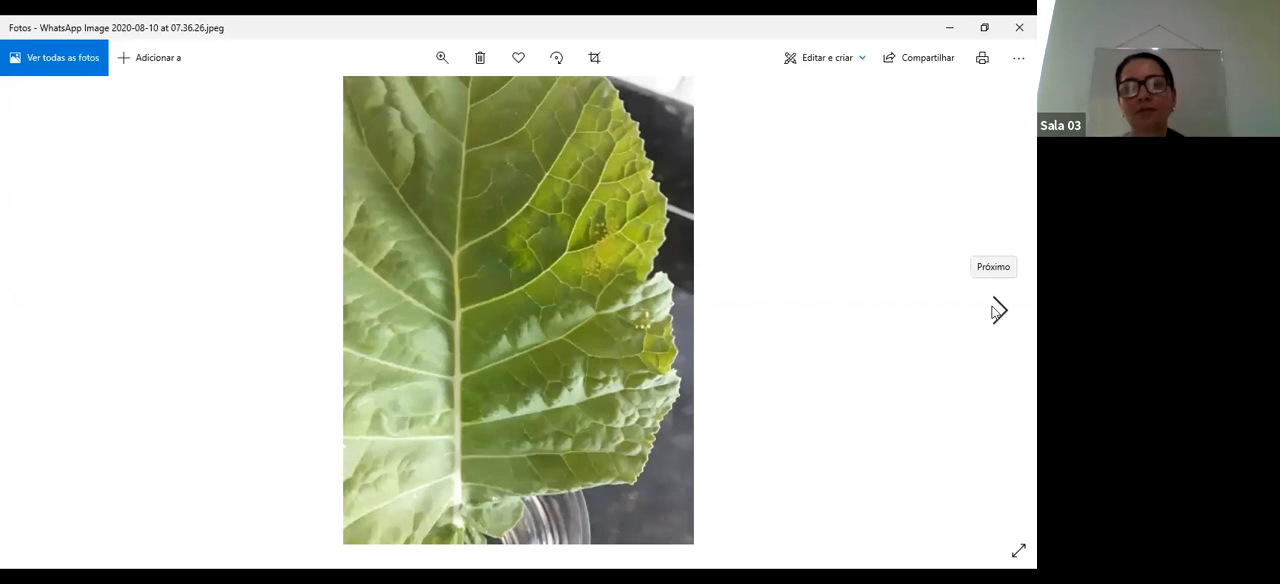 Fotos - WhatsApp Image 2020-08-10 at 07.36.26.jpeg
Ver todas as fotos
Adicionar a
Editar e criar
Compartilhar
Sala 03
Próximo